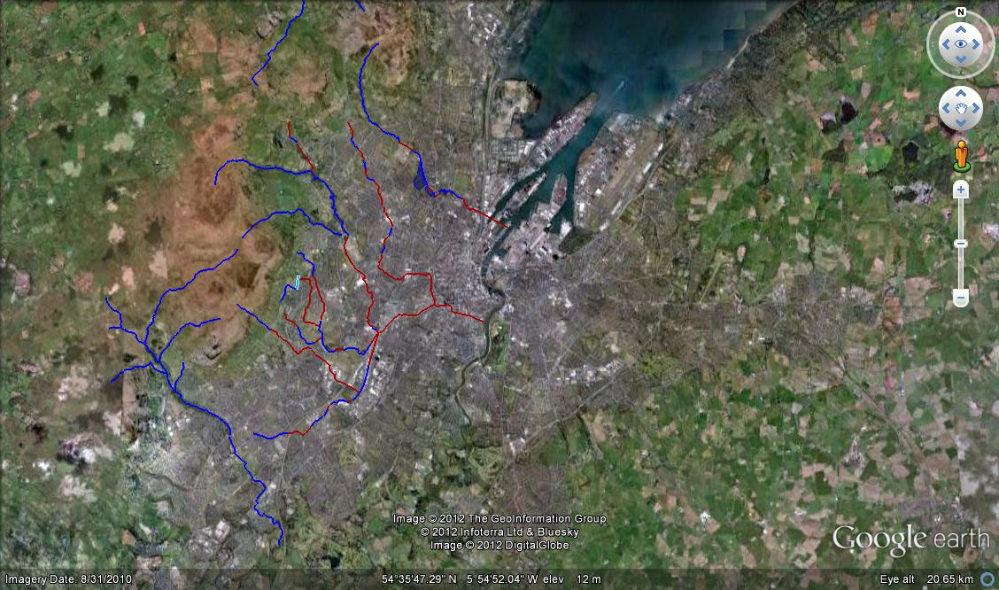 N
Image © 2012 The GeoInformation Group
© 2012 Infoterra Ltd & Bluesky
Image © 2012 DigitalGlobe
Google earth
Imagery Date: 8/31/2010 54°35'47.29" N 5°54'52.04" W elev 12 m Eye alt 20.65 km